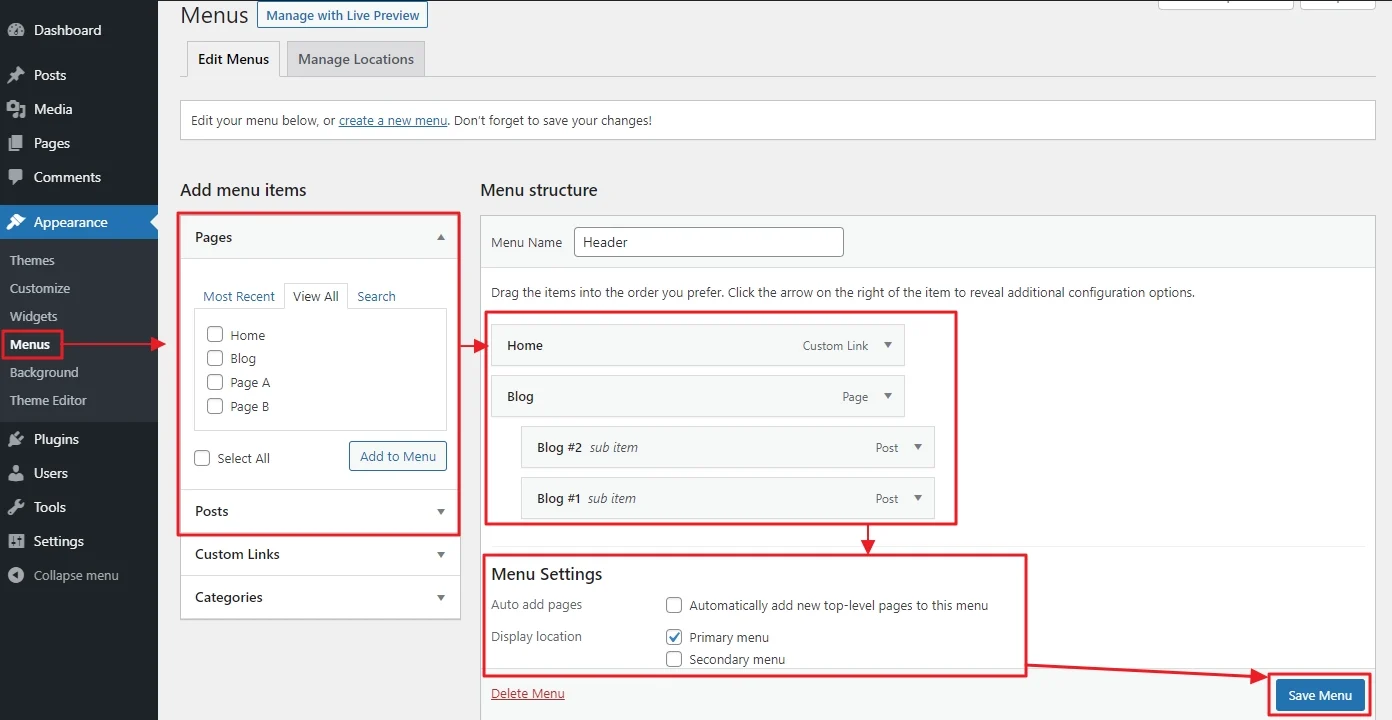 Dashboard
Posts
Media
Pages
Comments
Appearance
Themes
Customize
Widgets
Menus
Background
Theme Editor
Plugins
Users
Tools
Settings
Collapse menu
Menus Manage with Live Preview
Edit Menus Manage Locations
Edit your menu below, or create a new menu. Don't forget to save your changes!
Add menu items
Pages
Most Recent View All Search
Home
Blog
Page A
Page B
Select All Add to Menu
Posts
Custom Links
Categories
Menu structure
Menu Name Header
Drag the items into the order you prefer. Click the arrow on the right of the item to reveal additional configuration options.
Home Custom Link
Blog Page
Blog #2 sub item Post
Blog #1 sub item Post
Menu Settings
Auto add pages Automatically add new top-level pages to this menu
Display location Primary menu
Secondary menu
Delete Menu Save Menu